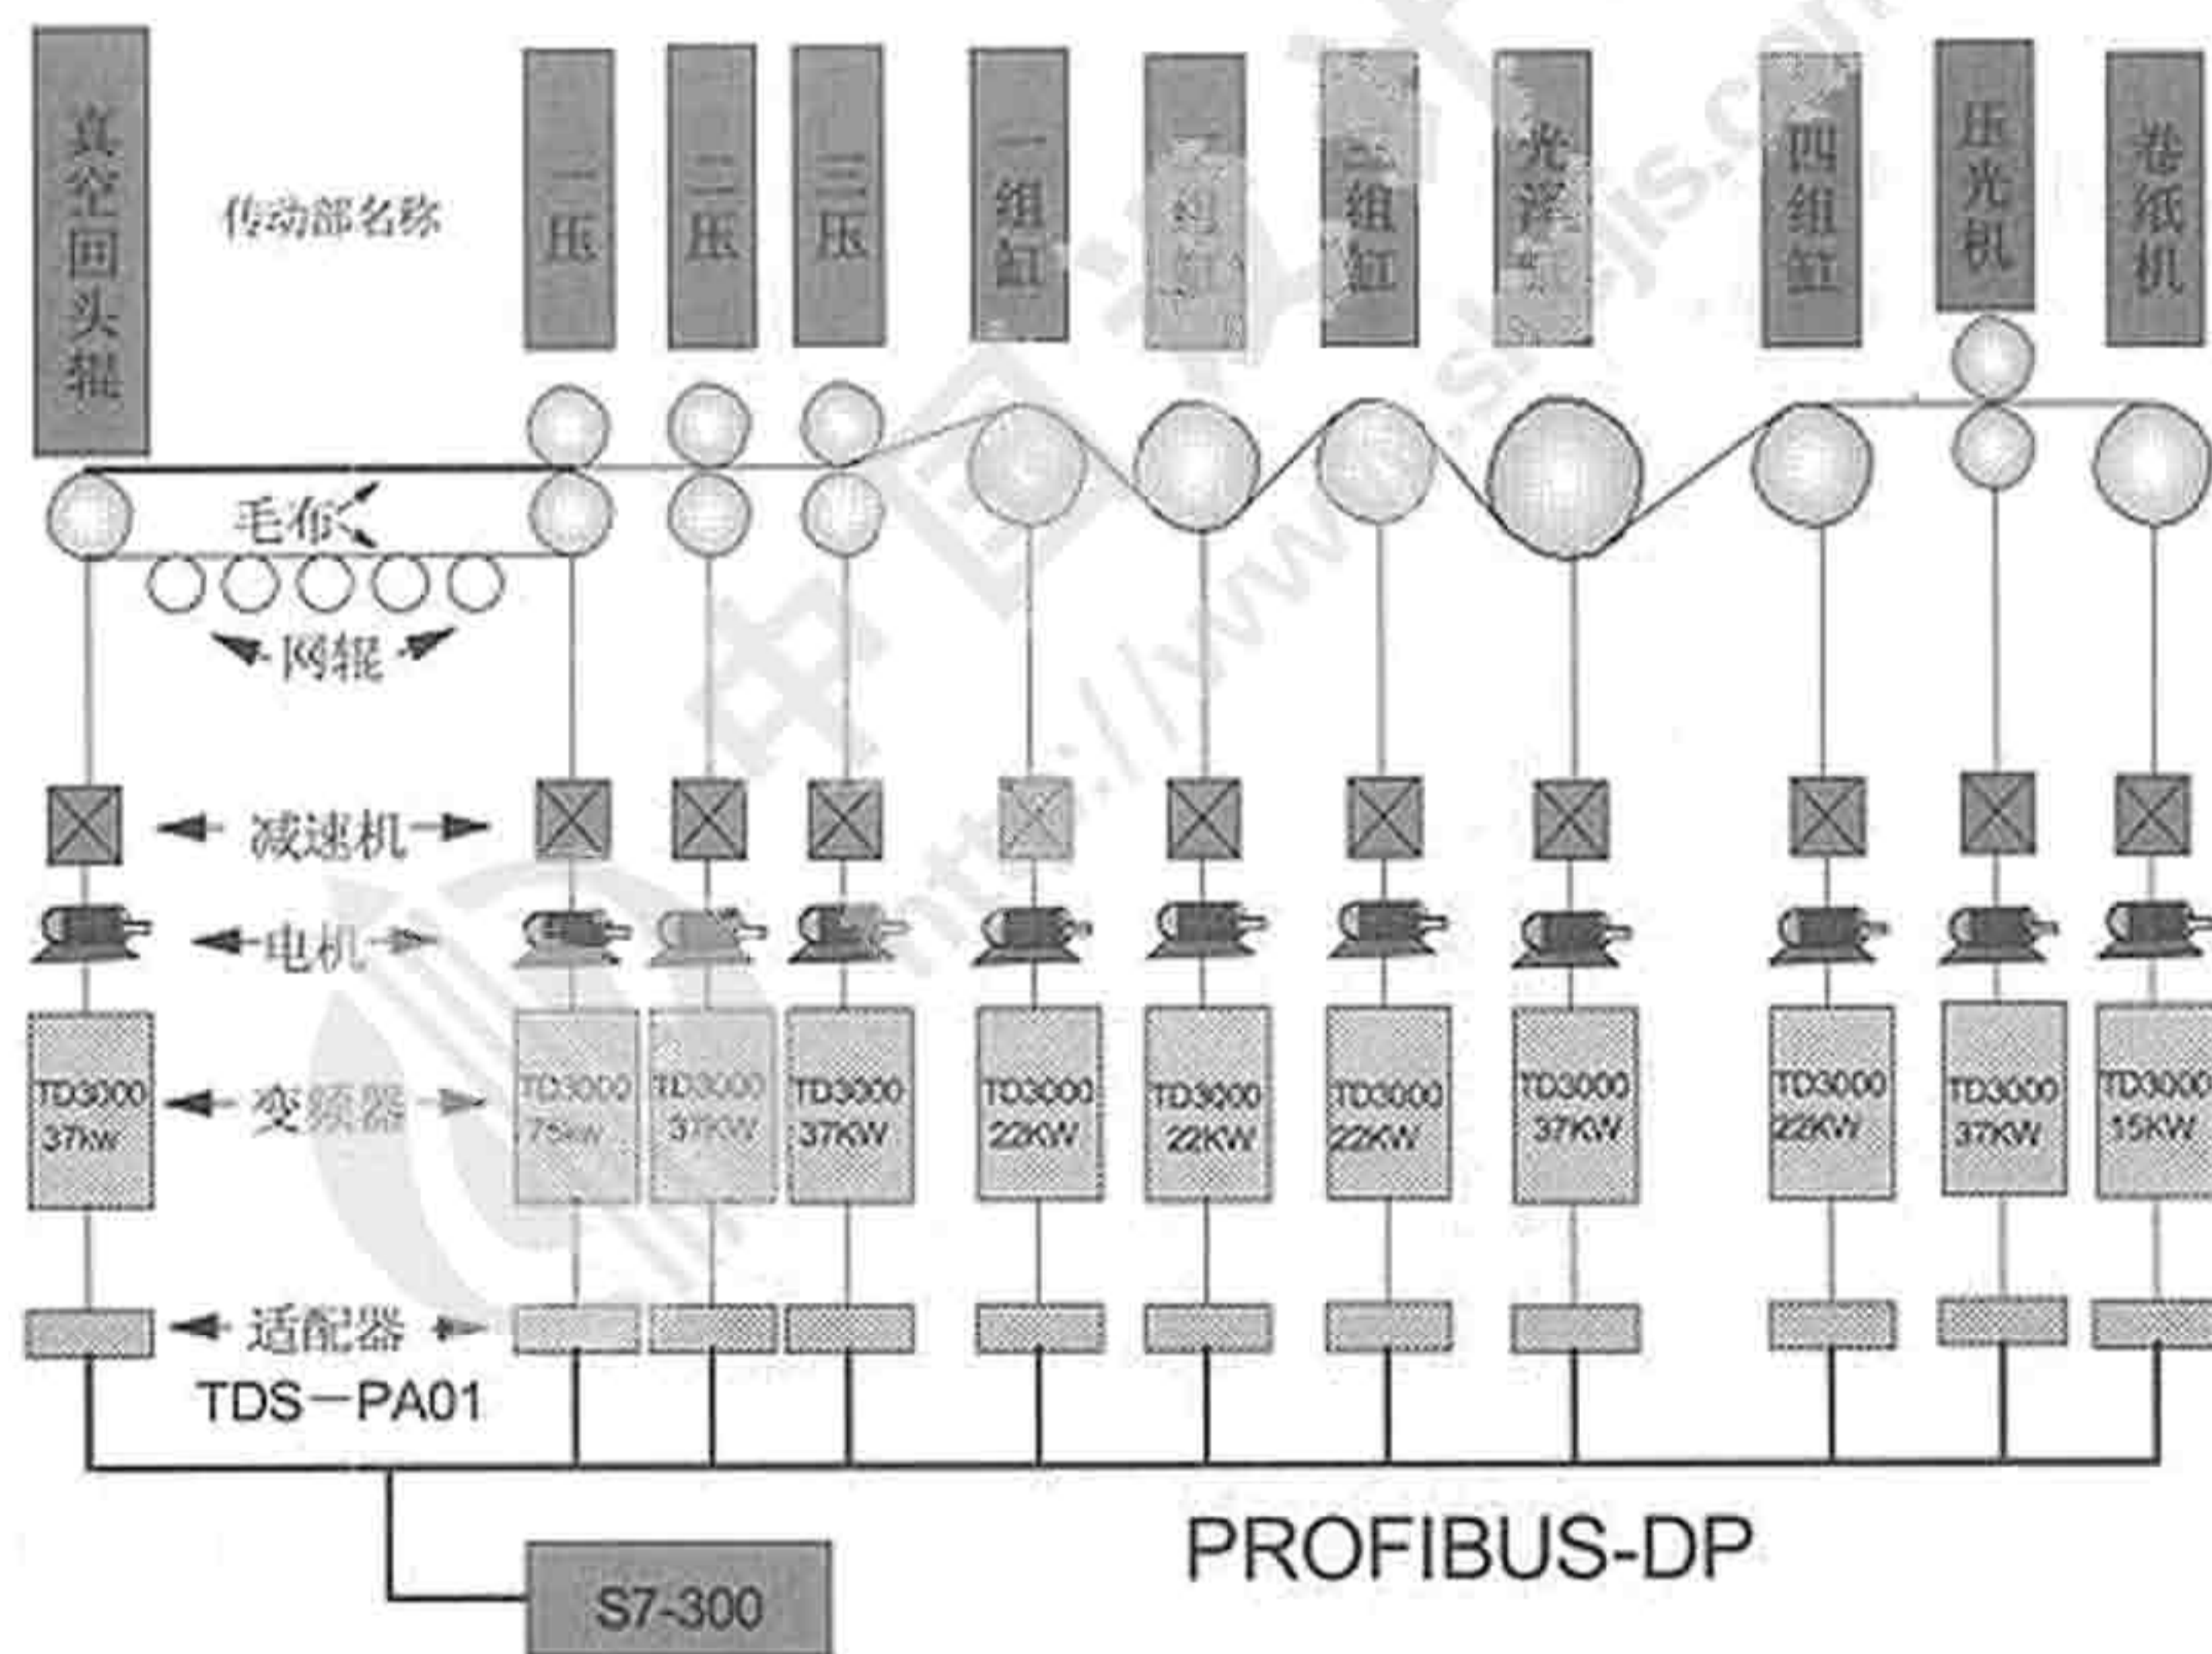 真空回头辊
传动部名称
一压
二压
三压
一组缸
组缸
组缸
光泽
四组缸
压光机
卷纸机
毛布
网辊
减速机
电机
TD3000
37kw
变频器
TD3000
75kw
TD3000
37KW
TD3000
37KW
TD3000
22KW
TD3000
22KW
TD3000
22KW
TD3000
37KW
TD3000
22KW
TD3000
37KW
TD3000
15KW
适配器
TDS－PA01
PROFIBUS-DP
S7-300
http://www.